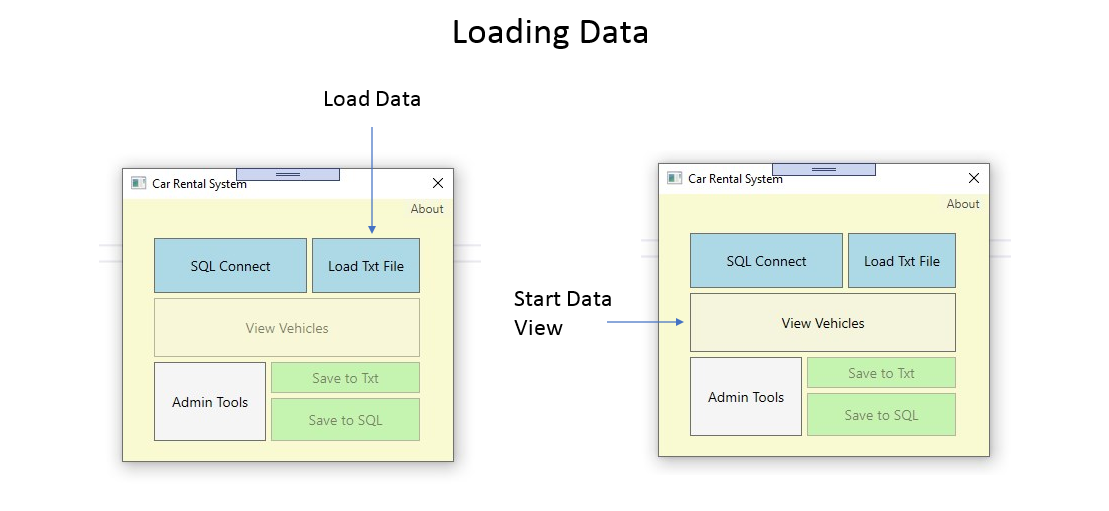 Loading Data
Load Data
Car Rental System
About
SQL Connect
Load Txt File
View Vehicles
Admin Tools
Save to Txt
Save to SQL
Start Data
View
Car Rental System
About
SQL Connect
Load Txt File
View Vehicles
Admin Tools
Save to Txt
Save to SQL